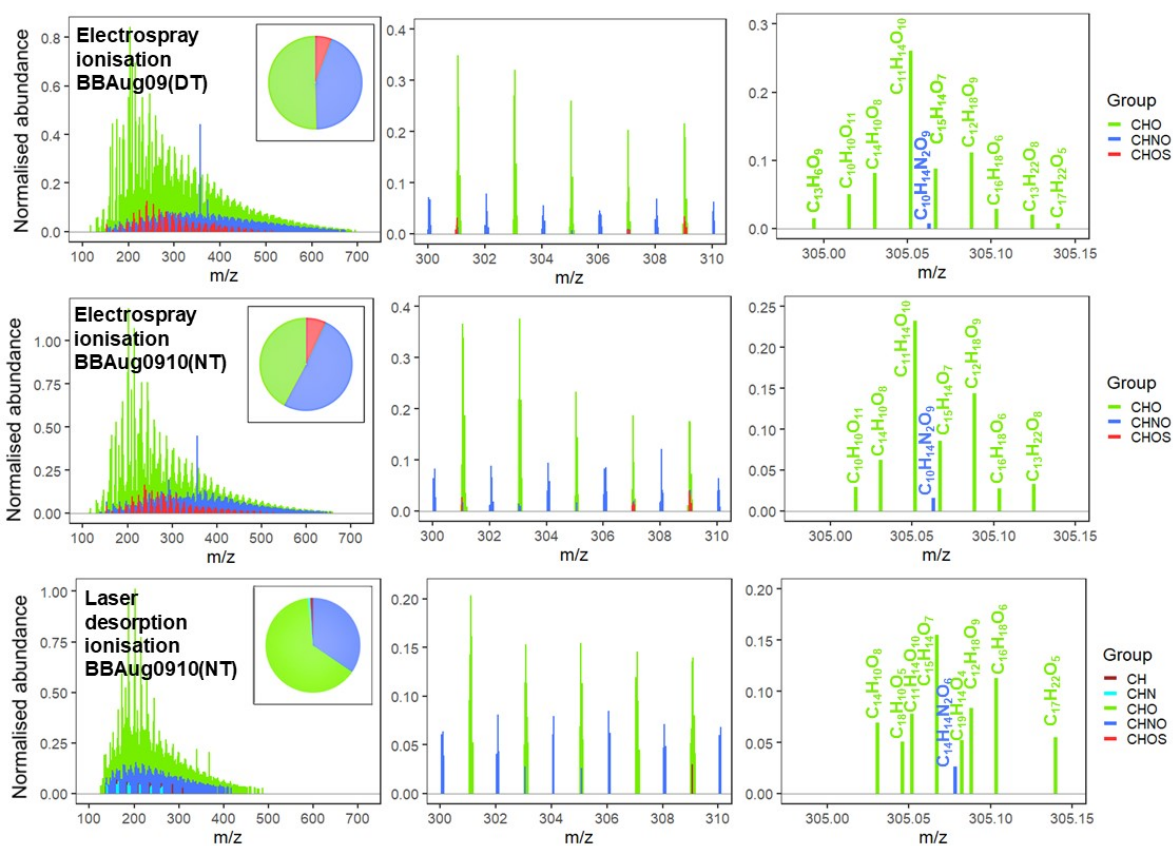 Electrospray
ionisation
BBAug09(DT)
Normalised abundance
0.8
0.6
0.4
0.2
0.0
100 200 300 400 500 600 700
m/z
0.4
0.3
0.2
0.1
0.0
300 302 304 306 308 310
m/z
0.3
0.2
0.1
0.0
C₁₃H₆O₉
C₁₀H₁₀O₁₁
C₁₄H₁₀O₈
C₁₁H₁₄O₁₀
C₁₀H₁₄N₂O₉
C₁₅H₁₄O₇
C₁₂H₁₈O₉
C₁₆H₁₈O₆
C₁₃H₂₂O₈
C₁₇H₂₂O₅
305.00 305.05 305.10 305.15
m/z
Group
CHO
CHNO
CHOS
Electrospray
ionisation
BBAug0910(NT)
Normalised abundance
1.00
0.75
0.50
0.25
0.00
100 200 300 400 500 600 700
m/z
0.4
0.3
0.2
0.1
0.0
300 302 304 306 308 310
m/z
0.25
0.20
0.15
0.10
0.05
0.00
C₁₀H₁₀O₁₁
C₁₄H₁₀O₈
C₁₁H₁₄O₁₀
C₁₀H₁₄N₂O₉
C₁₅H₁₄O₇
C₁₂H₁₈O₉
C₁₆H₁₈O₆
C₁₃H₂₂O₈
305.00 305.05 305.10 305.15
m/z
Group
CHO
CHNO
CHOS
Laser
desorption
ionisation
BBAug0910(NT)
Normalised abundance
1.00
0.75
0.50
0.25
0.00
100 200 300 400 500 600 700
m/z
0.20
0.15
0.10
0.05
0.00
300 302 304 306 308 310
m/z
0.20
0.15
0.10
0.05
0.00
C₁₄H₁₀O₈
C₁₈H₁₀O₅
C₁₁H₁₄O₁₀
C₁₅H₁₄O₇
C₁₄H₁₄N₂O₆
C₁₉H₁₄O₄
C₁₂H₁₈O₉
C₁₆H₁₈O₆
C₁₇H₂₂O₅
305.00 305.05 305.10 305.15
m/z
Group
CH
CHN
CHO
CHNO
CHOS